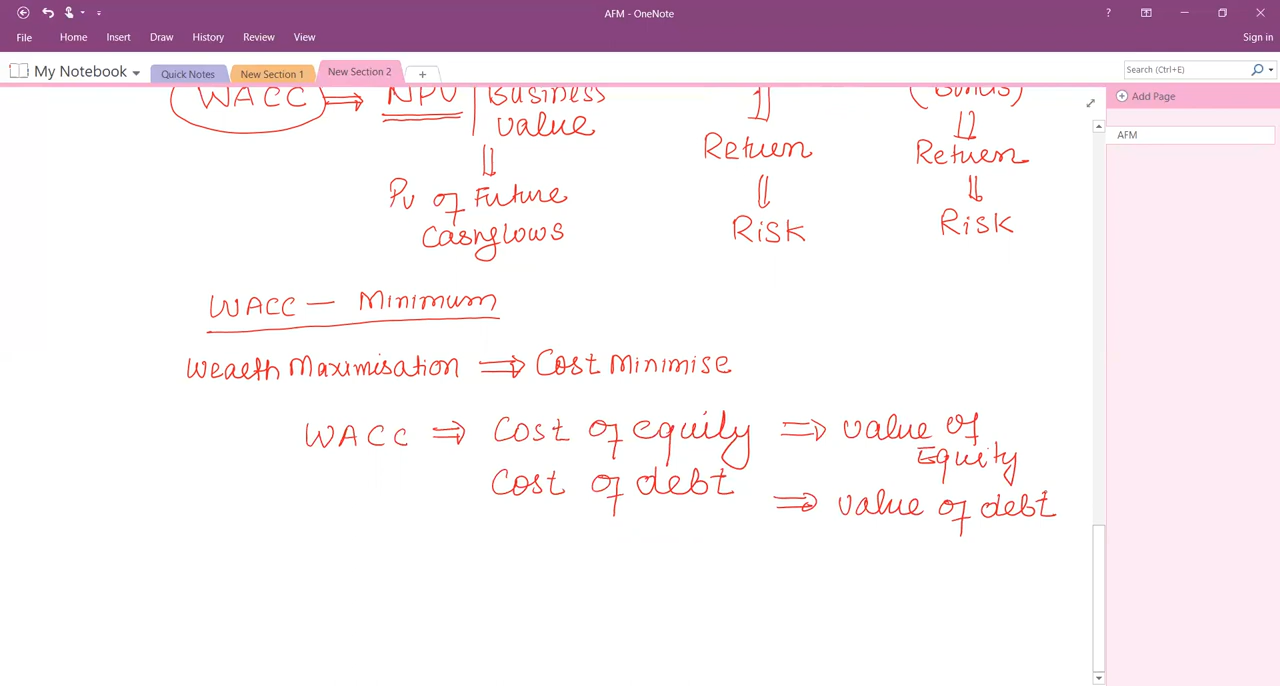 AFM - OneNote
File Home Insert Draw History Review View Sign in
My Notebook Quick Notes New Section 1 New Section 2 Search (Ctrl+E)
Add Page
AFM
WACC ⇒ NPV | Business (Bonus)
value
Return Return
Pv of Future
Cashflows
Risk Risk
WACC - Minimum
Wealth Maximisation ⇒ Cost Minimise
WACC ⇒ Cost of equity ⇒ value of
Equity
Cost of debt ⇒ value of debt